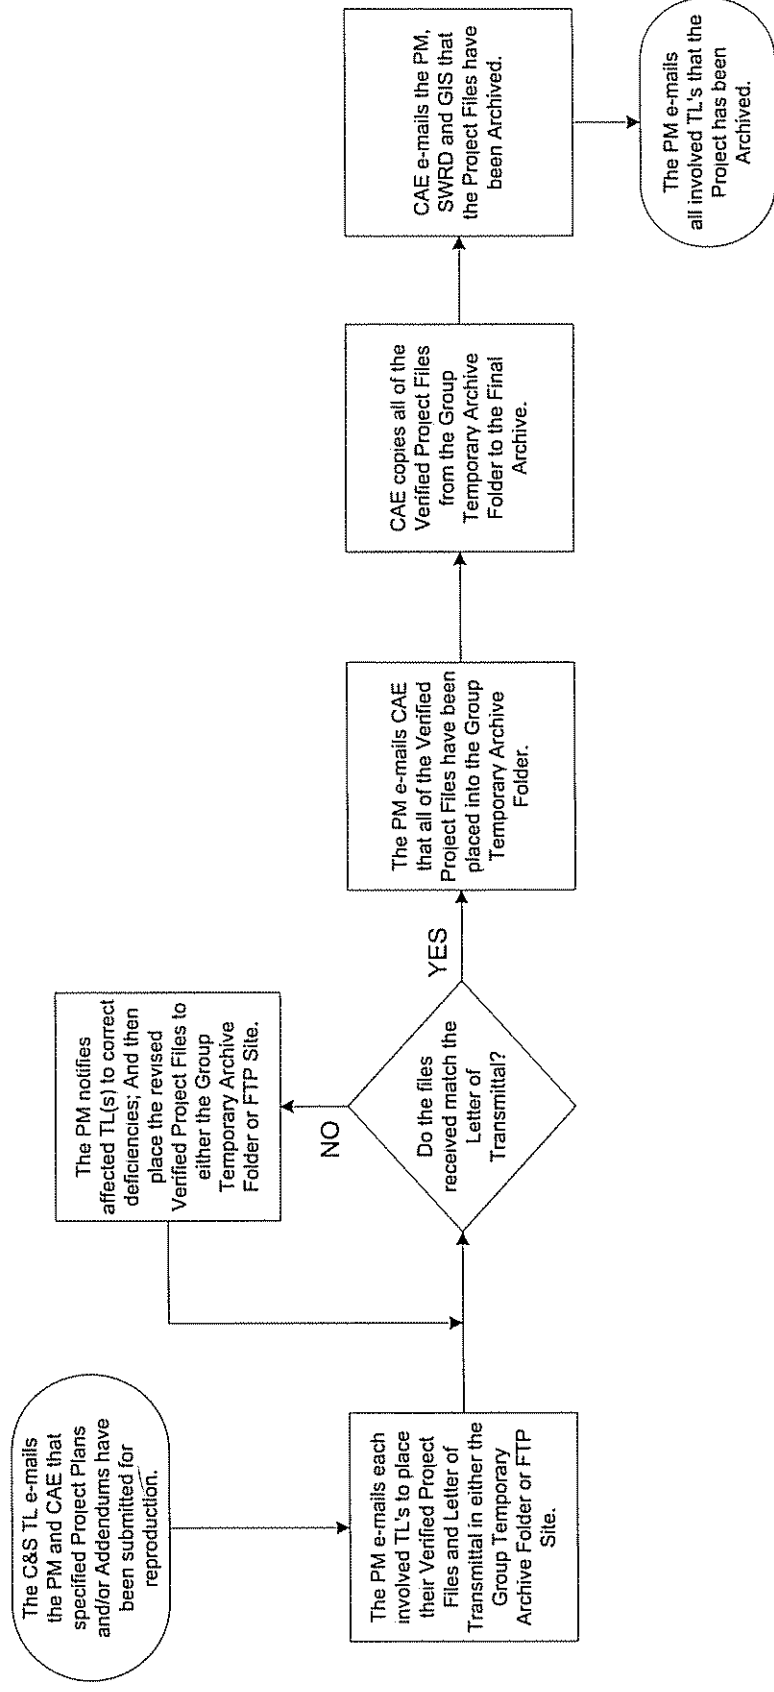 The C&S TL e-mails
the PM and CAE that
specified Project Plans
and/or Addendums have
been submitted for
reproduction.
The PM e-mails each
involved TL's to place
their Verified Project
Files and Letter of
Transmittal in either the
Group Temporary
Archive Folder or FTP
Site.
The PM notifies
affected TL(s) to correct
deficiencies; And then
place the revised
Verified Project Files to
either the Group
Temporary Archive
Folder or FTP Site.
NO
Do the files
received match the
Letter of
Transmittal?
YES
The PM e-mails CAE
that all of the Verified
Project Files have been
placed into the Group
Temporary Archive
Folder.
CAE copies all of the
Verified Project Files
from the Group
Temporary Archive
Folder to the Final
Archive.
CAE e-mails the PM,
SWRD and GIS that
the Project Files have
been Archived.
The PM e-mails
all involved TL's that the
Project has been
Archived.